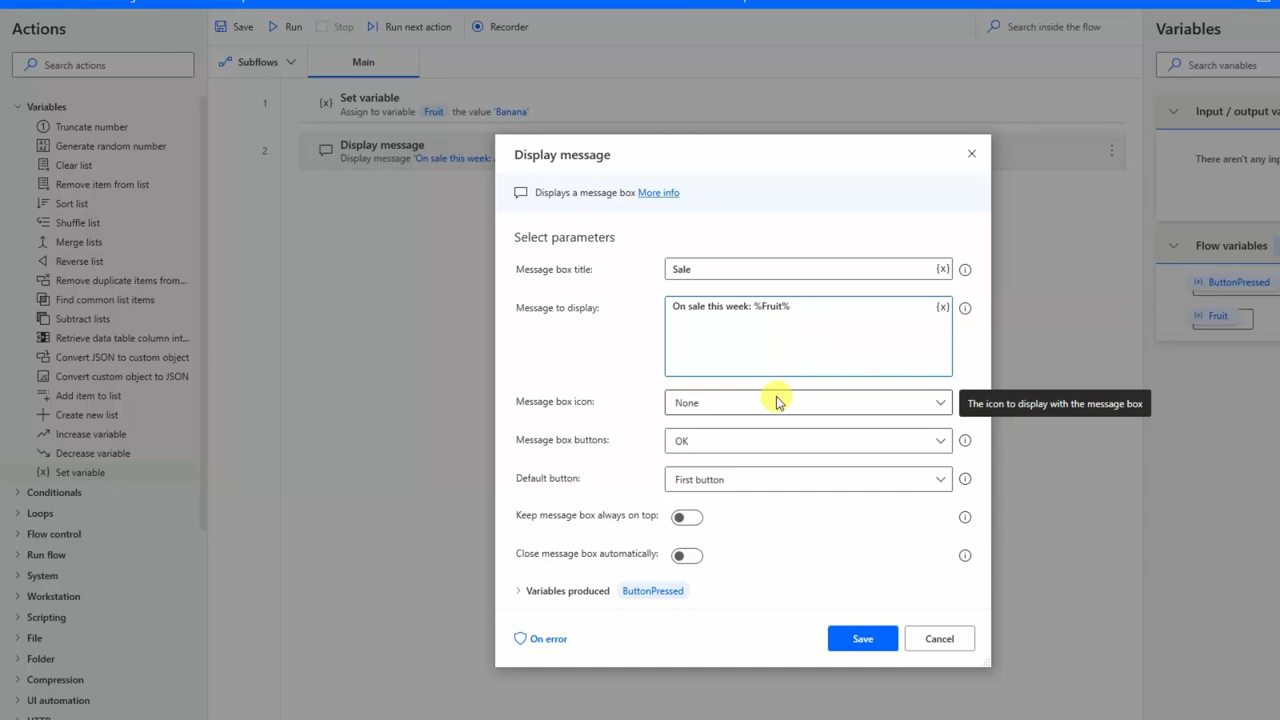 Actions
Save
Run
Stop
Run next action
Recorder
Search inside the flow
Variables
Search actions
Subflows
Main
Search variables
Variables
Truncate number
Generate random number
Clear list
Remove item from list
Sort list
Shuffle list
Merge lists
Reverse list
Remove duplicate items from...
Find common list items
Subtract lists
Retrieve data table column int...
Convert JSON to custom object
Convert custom object to JSON
Add item to list
Create new list
Increase variable
Decrease variable
{x} Set variable
Conditionals
Loops
Flow control
Run flow
System
Workstation
Scripting
File
Folder
Compression
UI automation
HTTP
1
{x} Set variable
Assign to variable Fruit the value 'Banana'
2
Display message
Display message 'On sale this week:
Display message
Displays a message box More info
Select parameters
Message box title:
Sale
{x}
Message to display:
On sale this week: %Fruit%
{x}
Message box icon:
None
The icon to display with the message box
Message box buttons:
OK
Default button:
First button
Keep message box always on top:
Close message box automatically:
Variables produced ButtonPressed
On error
Save
Cancel
Input / output va
There aren't any inp
Flow variables
(x) ButtonPressed
(x) Fruit